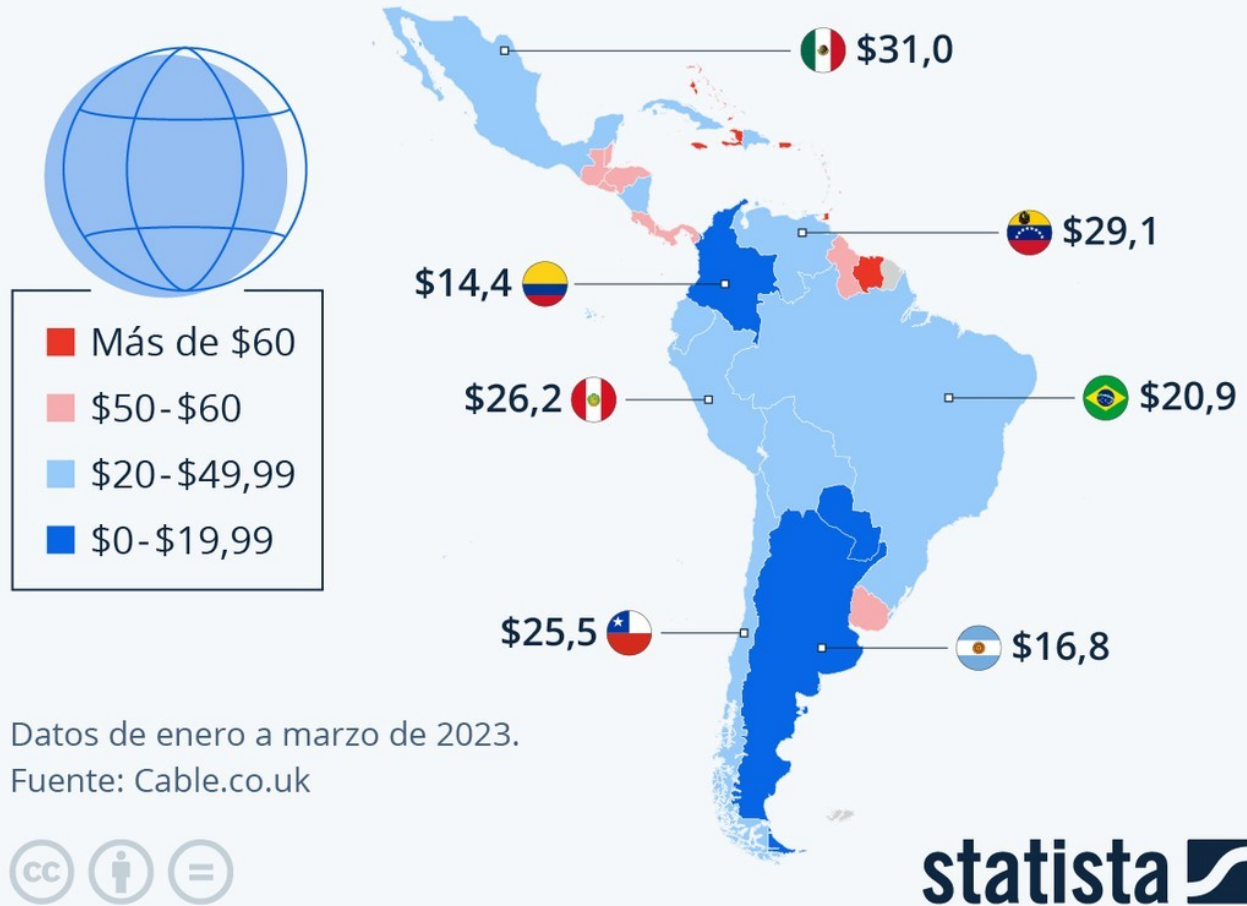 $31,0
$29,1
$14,4
$26,2
$20,9
$25,5
$16,8
Más de $60
$50-$60
$20-$49,99
$0-$19,99
Datos de enero a marzo de 2023.
Fuente: Cable.co.uk
cc
statista